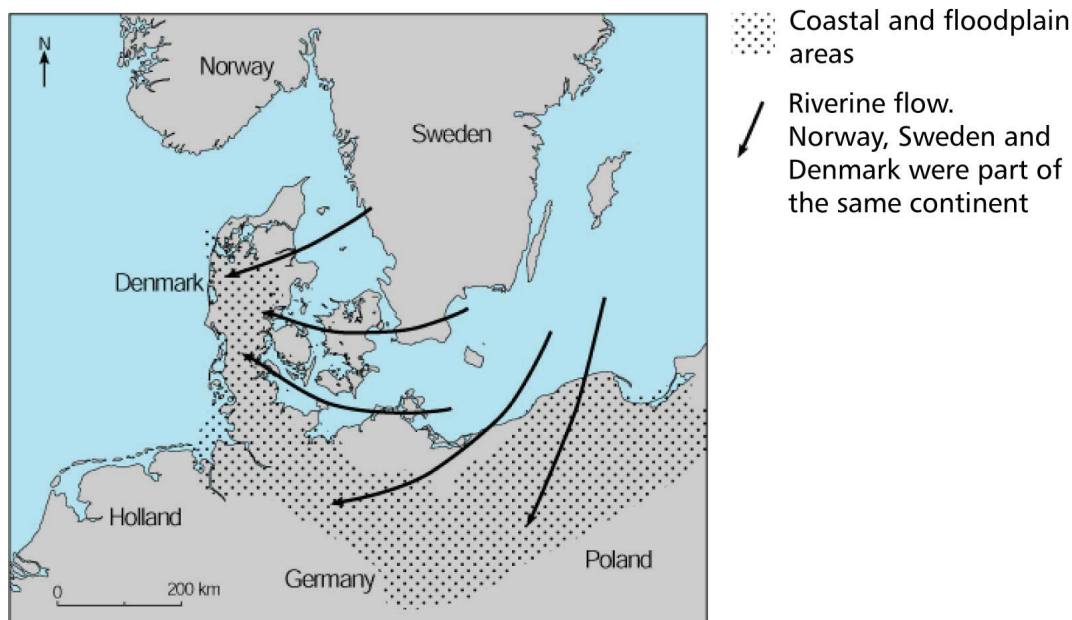 N
Norway
Sweden
Denmark
Holland
Germany
Poland
0 200 km
Coastal and floodplain
areas
Riverine flow.
Norway, Sweden and
Denmark were part of
the same continent